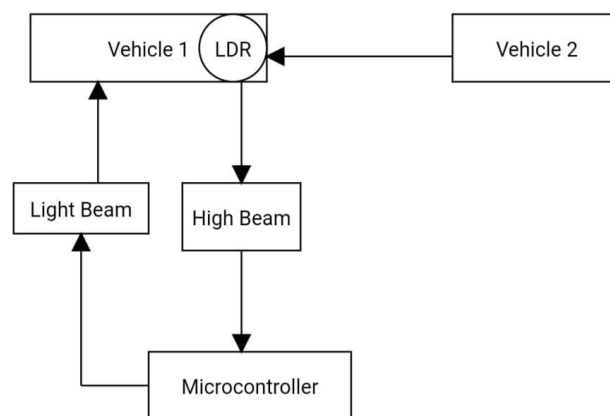 Vehicle 1
LDR
Vehicle 2
Light Beam
High Beam
Microcontroller